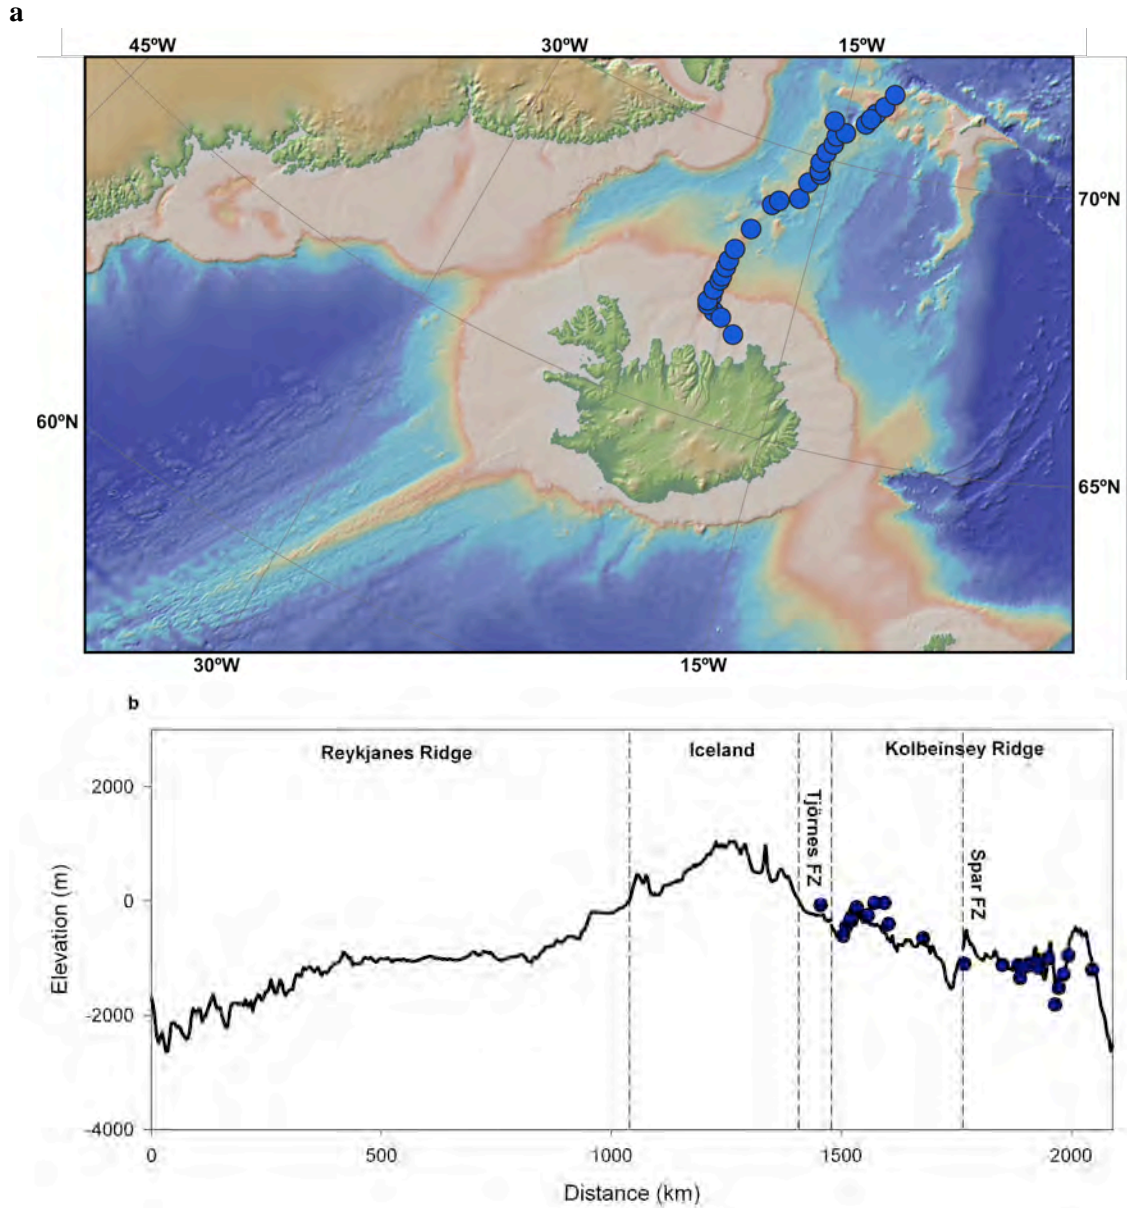 a
45ºW 30ºW 15ºW
70ºN
60ºN
65ºN
30ºW 15ºW
b
Reykjanes Ridge Iceland Kolbeinsey Ridge
Tjörnes FZ
Spar FZ
Elevation (m)
2000
0
-2000
-4000
0 500 1000 1500 2000
Distance (km)